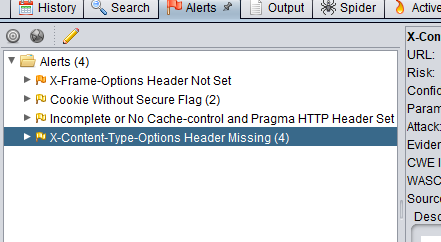 History Search Alerts Output Spider Active
Alerts (4)
X-Frame-Options Header Not Set
Cookie Without Secure Flag (2)
Incomplete or No Cache-control and Pragma HTTP Header Set
X-Content-Type-Options Header Missing (4)
X-Con
URL:
Risk:
Confid
Param
Attack:
Eviden
CWE I
WASC
Source
Desc